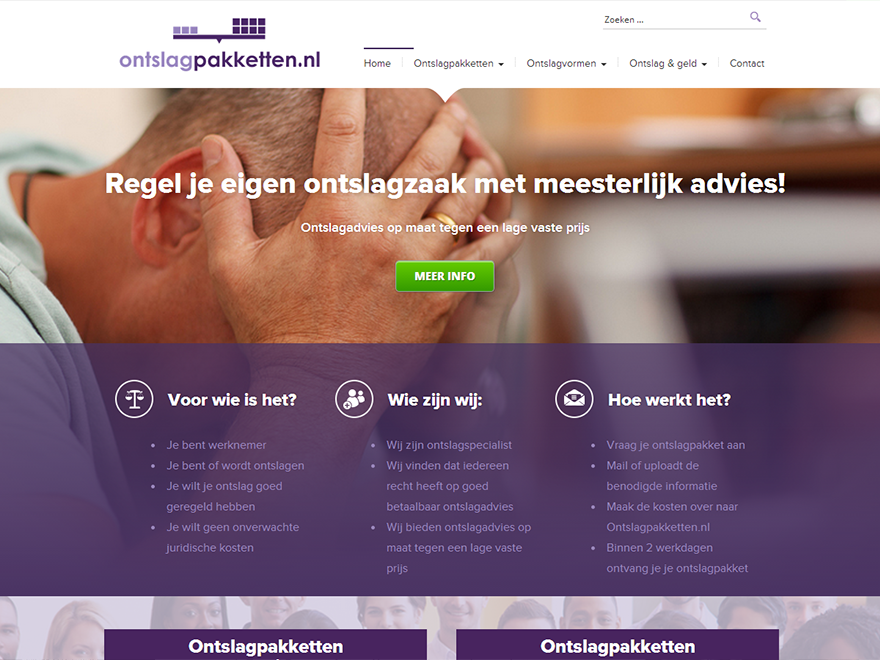 Zoeken ...
ontslagpakketten.nl
Home
Ontslagpakketten
Ontslagvormen
Ontslag & geld
Contact
Regel je eigen ontslagzaak met meesterlijk advies!
Ontslagadvies op maat tegen een lage vaste prijs
MEER INFO
Voor wie is het?
Je bent werknemer
Je bent of wordt ontslagen
Je wilt je ontslag goed
geregeld hebben
Je wilt geen onverwachte
juridische kosten
Wie zijn wij:
Wij zijn ontslagspecialist
Wij vinden dat iedereen
recht heeft op goed
betaalbaar ontslagadvies
Wij bieden ontslagadvies op
maat tegen een lage vaste
prijs
Hoe werkt het?
Vraag je ontslagpakket aan
Mail of uploadt de
benodigde informatie
Maak de kosten over naar
Ontslagpakketten.nl
Binnen 2 werkdagen
ontvang je je ontslagpakket
Ontslagpakketten
Ontslagpakketten